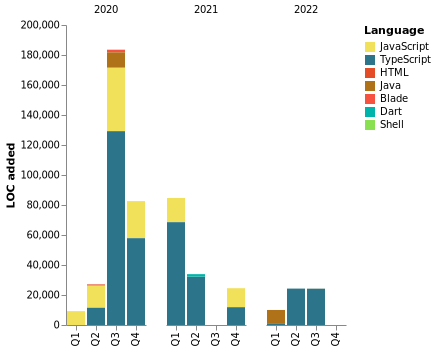 2020 2021 2022
Language
JavaScript
TypeScript
HTML
Java
Blade
Dart
Shell
LOC added
200,000
180,000
160,000
140,000
120,000
100,000
80,000
60,000
40,000
20,000
0
Q1 Q2 Q3 Q4 Q1 Q2 Q3 Q4 Q1 Q2 Q3 Q4